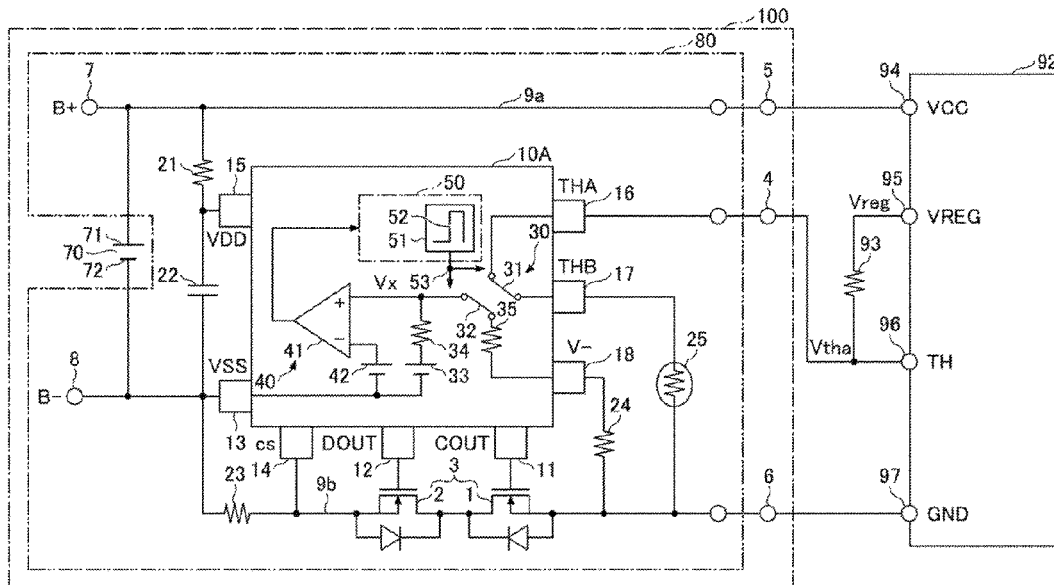 100
80
92
7
B+
9a
5
94
VCC
21
15
10A
50
THA
16
4
Vreg
95
VREG
52
51
30
71
70
72
VDD
22
53
31
THB
17
93
Vx
+
32
35
34
V-
18
25
Vtha
96
TH
8
B-
VSS
40
41
-
42
33
24
13
cs
14
DOUT
12
COUT
11
3
23
9b
2
1
6
97
GND